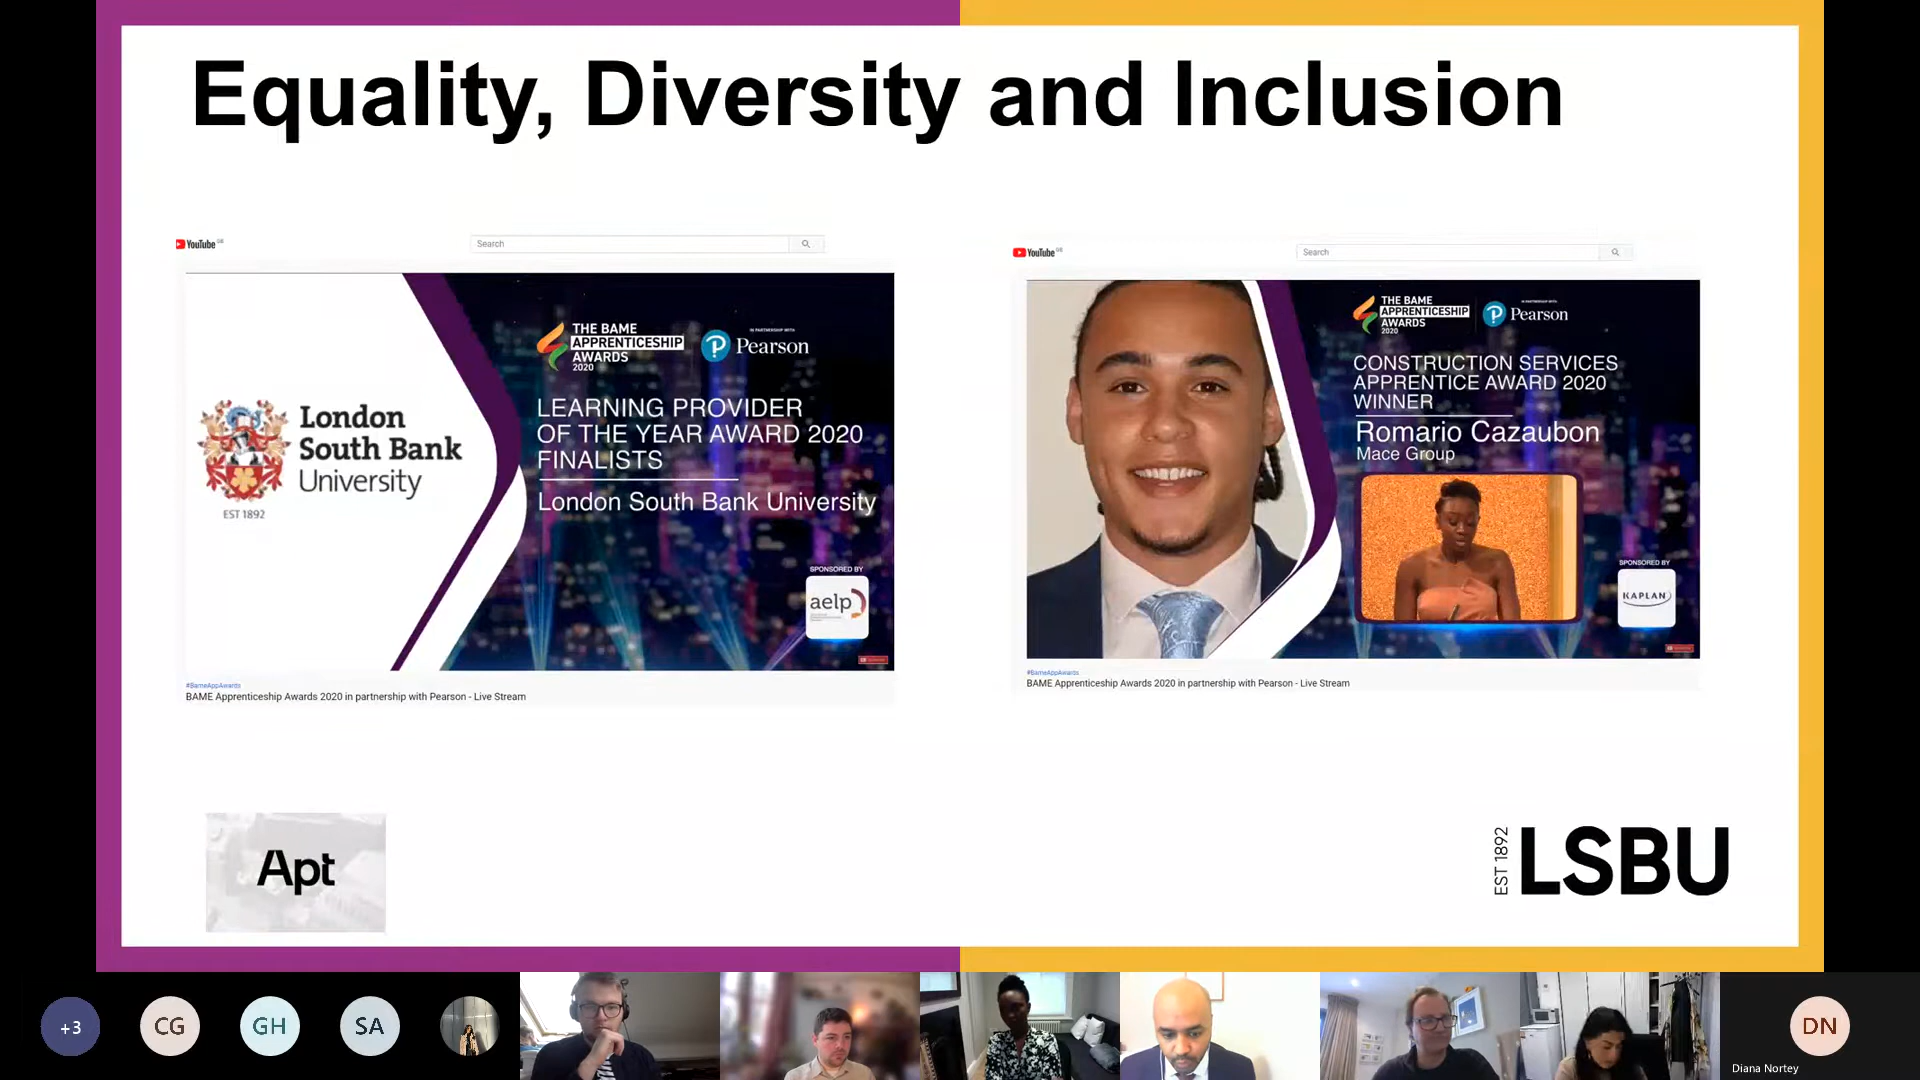 Equality, Diversity and Inclusion
YouTube GB
Search
THE BAME
APPRENTICESHIP
AWARDS
2020
IN PARTNERSHIP WITH
Pearson
LEARNING PROVIDER
OF THE YEAR AWARD 2020
FINALISTS
London South Bank University
London
South Bank
University
EST 1892
SPONSORED BY
aelp
#BameAppAwards
BAME Apprenticeship Awards 2020 in partnership with Pearson - Live Stream
YouTube GB
Search
THE BAME
APPRENTICESHIP
AWARDS
2020
IN PARTNERSHIP WITH
Pearson
CONSTRUCTION SERVICES
APPRENTICE AWARD 2020
WINNER
Romario Cazaubon
Mace Group
SPONSORED BY
KAPLAN
#BameAppAwards
BAME Apprenticeship Awards 2020 in partnership with Pearson - Live Stream
Apt
EST 1892
LSBU
+3
CG
GH
SA
DN
Diana Nortey